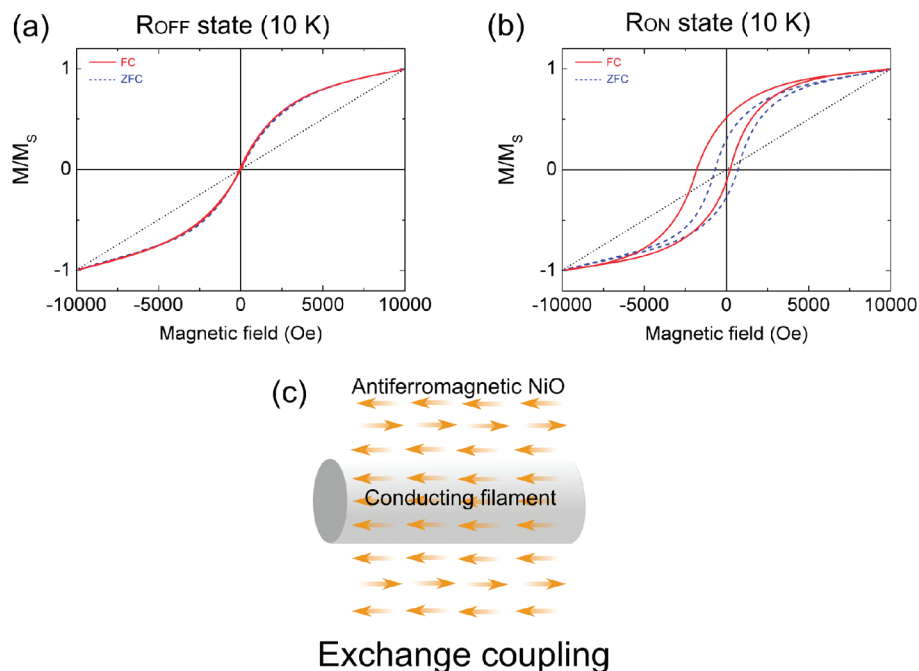 (a)
ROFF state (10 K)
FC
ZFC
M/MS
1
0
-1
-10000 -5000 0 5000 10000
Magnetic field (Oe)
(b)
RON state (10 K)
FC
ZFC
M/MS
1
0
-1
-10000 -5000 0 5000 10000
Magnetic field (Oe)
(c)
Antiferromagnetic NiO
Conducting filament
Exchange coupling